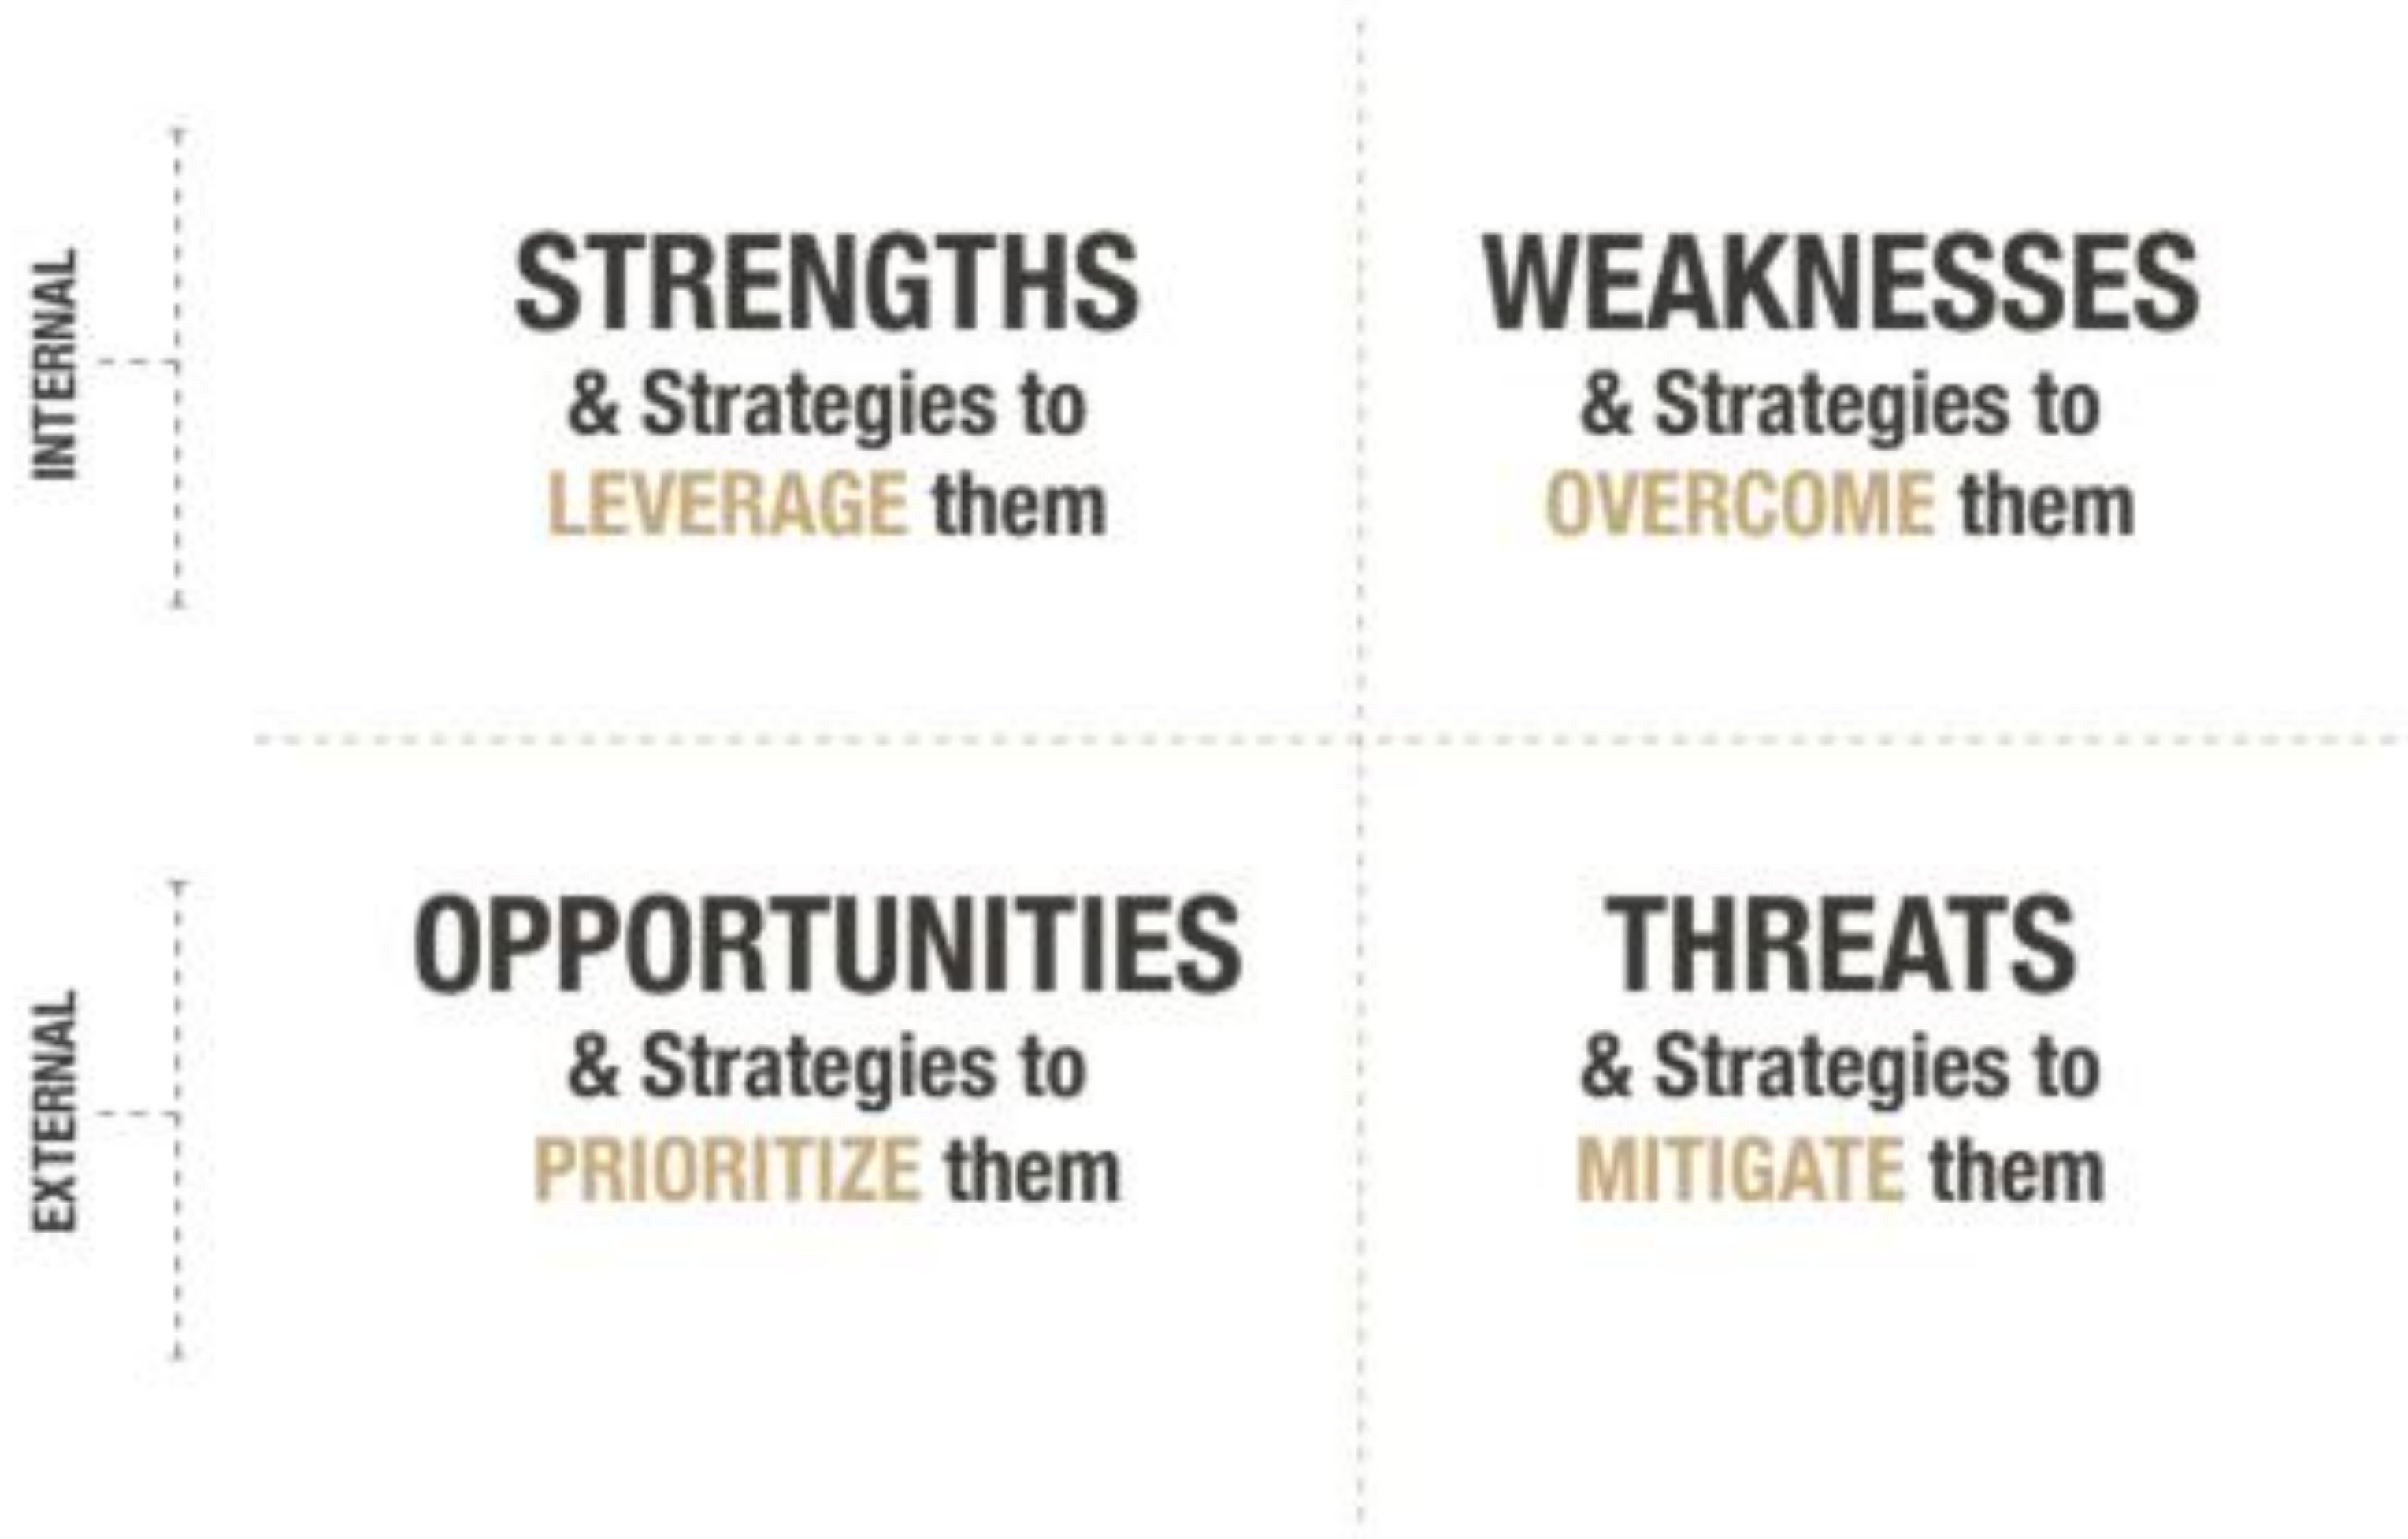 INTERNAL
STRENGTHS
& Strategies to
LEVERAGE them
WEAKNESSES
& Strategies to
OVERCOME them
EXTERNAL
OPPORTUNITIES
& Strategies to
PRIORITIZE them
THREATS
& Strategies to
MITIGATE them